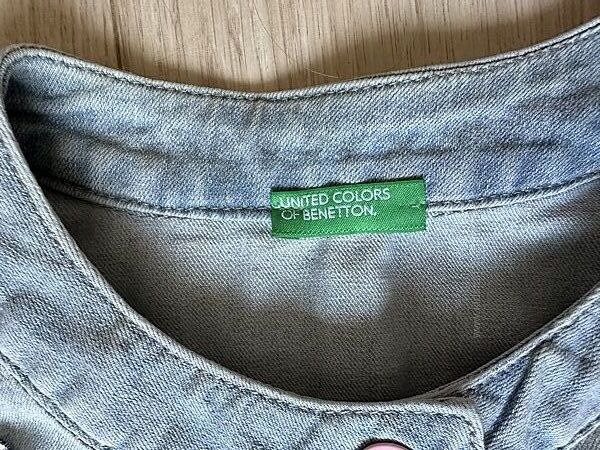 UNITED COLORS
OF BENETTON.